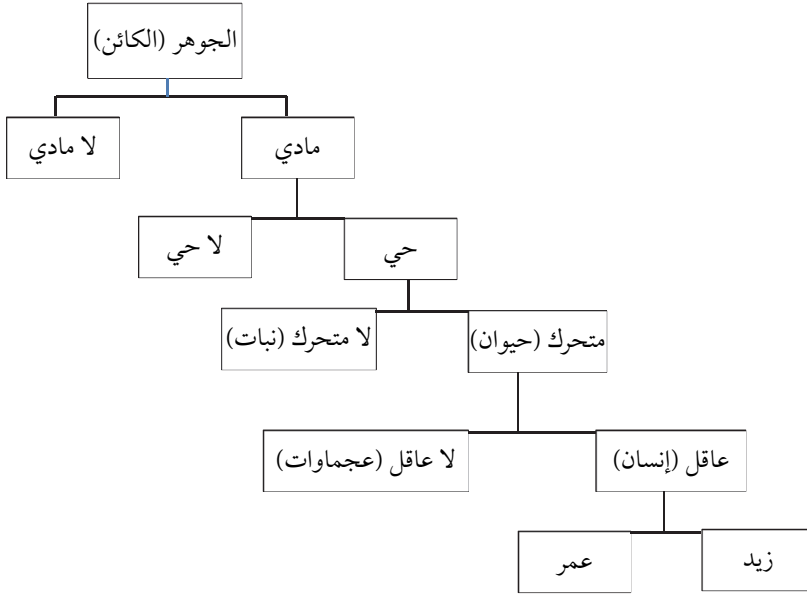 الجوهر (الكائن)
مادي
لا مادي
حي
لا حي
متحرك (حيوان)
لا متحرك (نبات)
عاقل (إنسان)
لا عاقل (عجماوات)
زيد
عمر